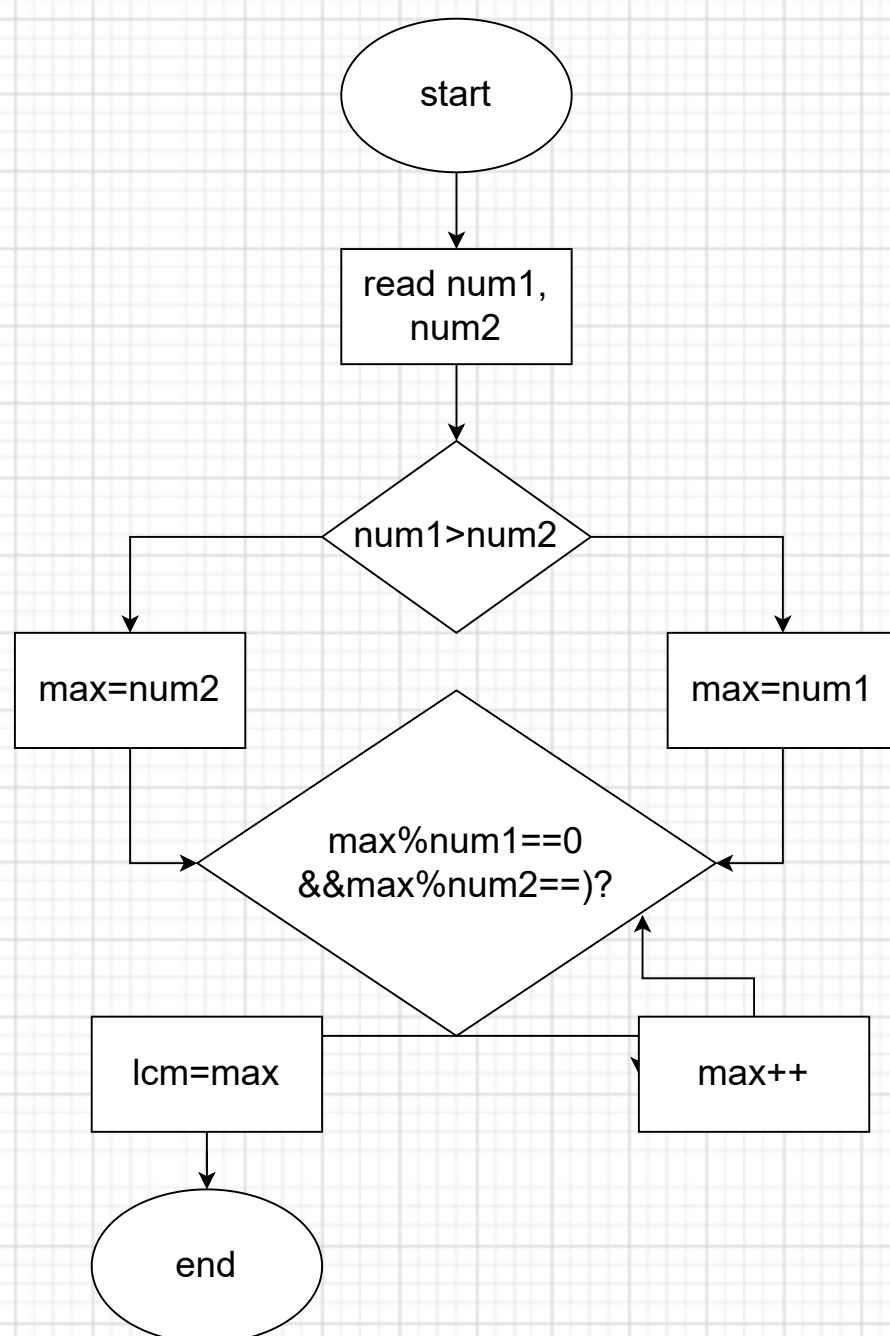 start
read num1,
num2
num1>num2
max=num2
max=num1
max%num1==0
&&max%num2==)?
lcm=max
max++
end